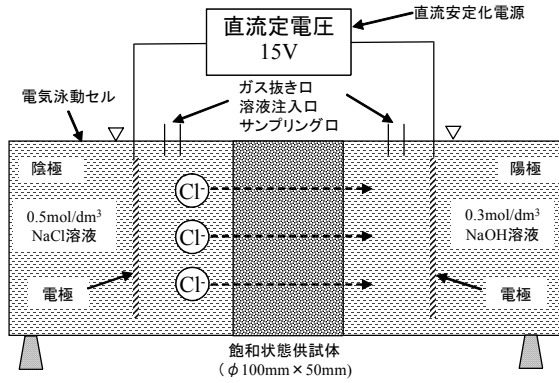 直流定電圧
15V
直流安定化電源
電気泳動セル
ガス抜き口
溶液注入口
サンプリング口
陰極
陽極
0.5mol/dm³
NaCl溶液
0.3mol/dm³
NaOH溶液
Cl-
Cl-
Cl-
電極
電極
飽和状態供試体
(φ100mm×50mm)